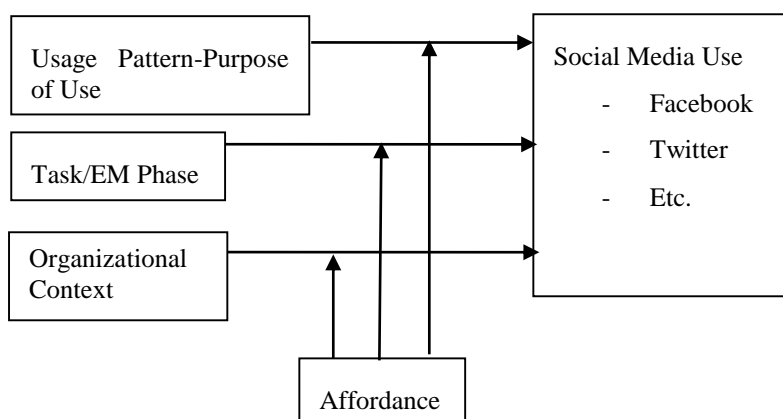 Usage Pattern-Purpose
of Use
Social Media Use
- Facebook
- Twitter
- Etc.
Task/EM Phase
Organizational
Context
Affordance